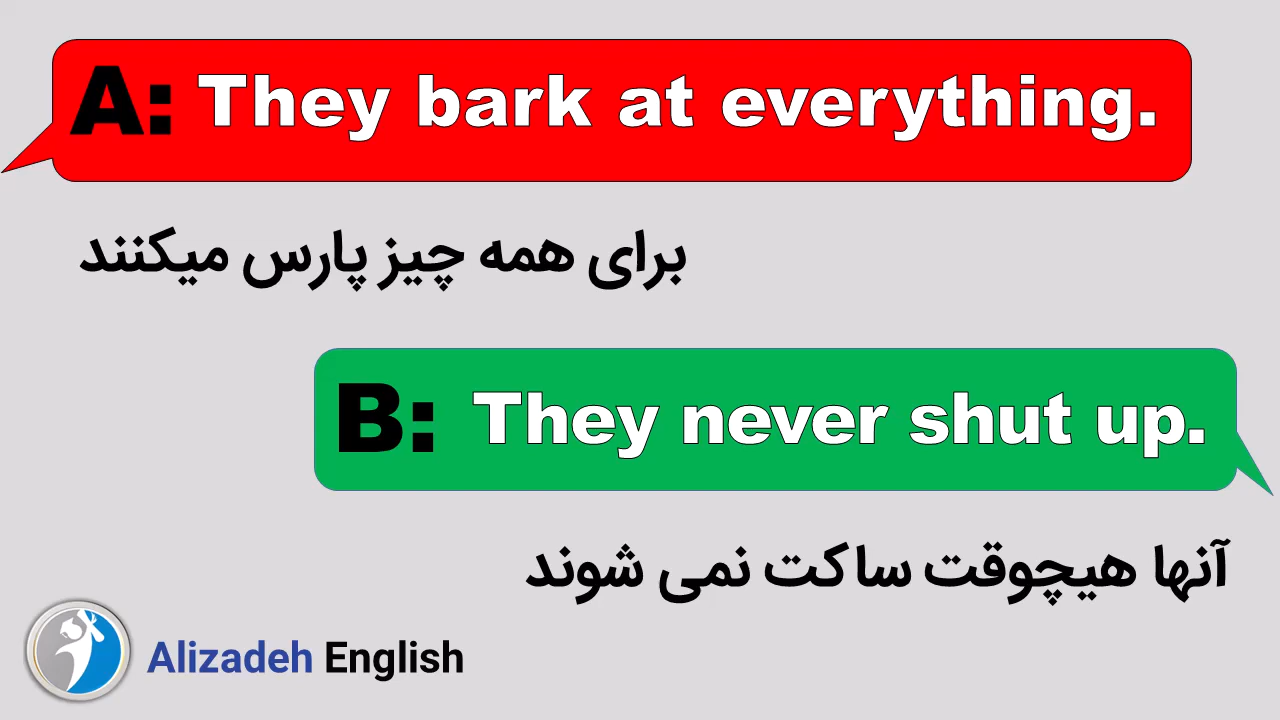 A: They bark at everything.
برای همه چیز پارس میکنند
B: They never shut up.
آنها هیچوقت ساکت نمی شوند
Alizadeh English